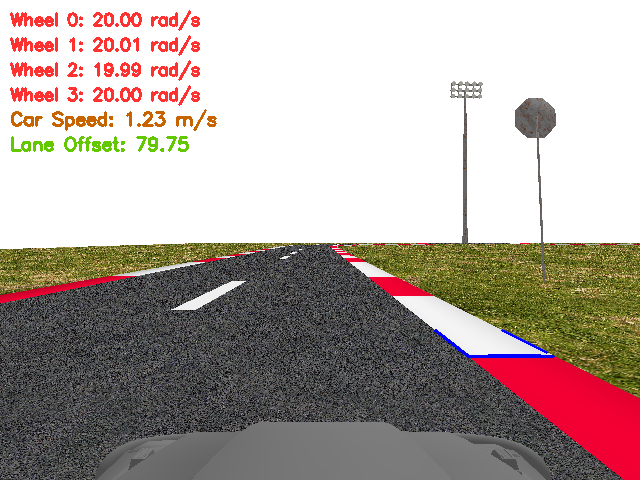 Wheel 0: 20.00 rad/s
Wheel 1: 20.01 rad/s
Wheel 2: 19.99 rad/s
Wheel 3: 20.00 rad/s
Car Speed: 1.23 m/s
Lane Offset: 79.75